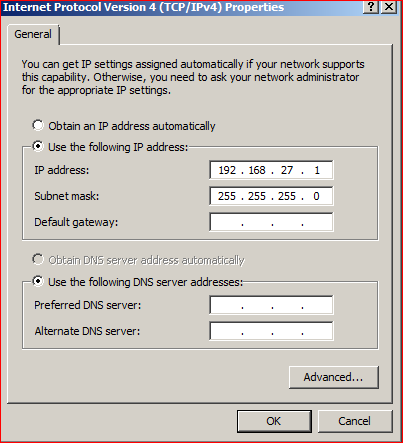 Internet Protocol Version 4 (TCP/IPv4) Properties
General
You can get IP settings assigned automatically if your network supports
this capability. Otherwise, you need to ask your network administrator
for the appropriate IP settings.
Obtain an IP address automatically
Use the following IP address:
IP address: 192 . 168 . 27 . 1
Subnet mask: 255 . 255 . 255 . 0
Default gateway: . . .
Obtain DNS server address automatically
Use the following DNS server addresses:
Preferred DNS server: . . .
Alternate DNS server: . . .
Advanced...
OK Cancel